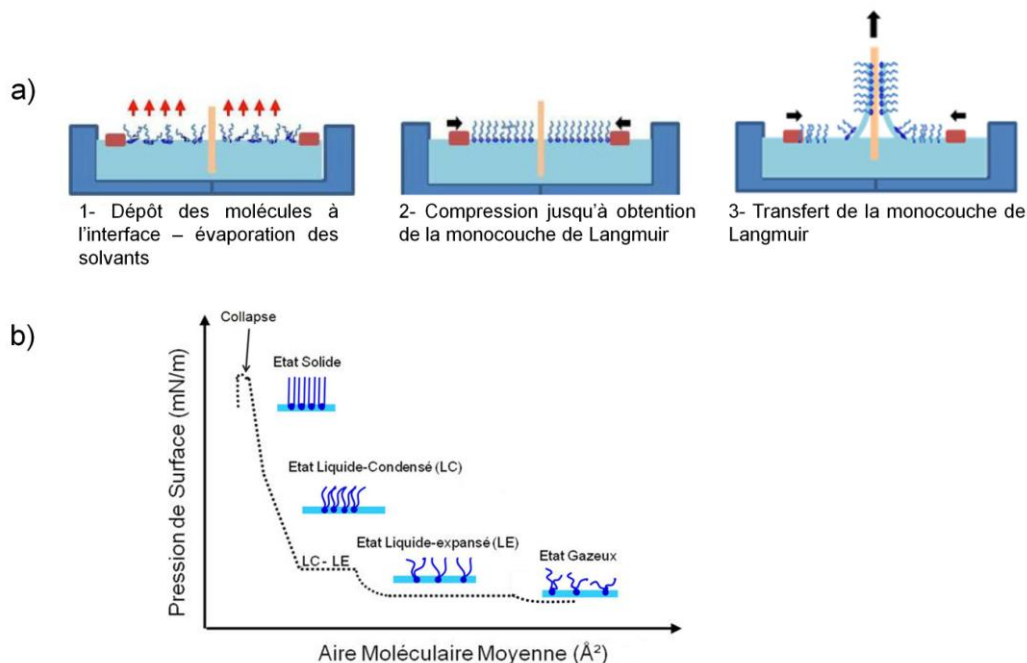 a)
1- Dépôt des molécules à
l'interface – évaporation des
solvants
2- Compression jusqu'à obtention
de la monocouche de Langmuir
3- Transfert de la monocouche de
Langmuir
b)
Pression de Surface (mN/m)
Collapse
Etat Solide
Etat Liquide-Condensé (LC)
Etat Liquide-expansé (LE)
Etat Gazeux
LC - LE
Aire Moléculaire Moyenne (Å²)